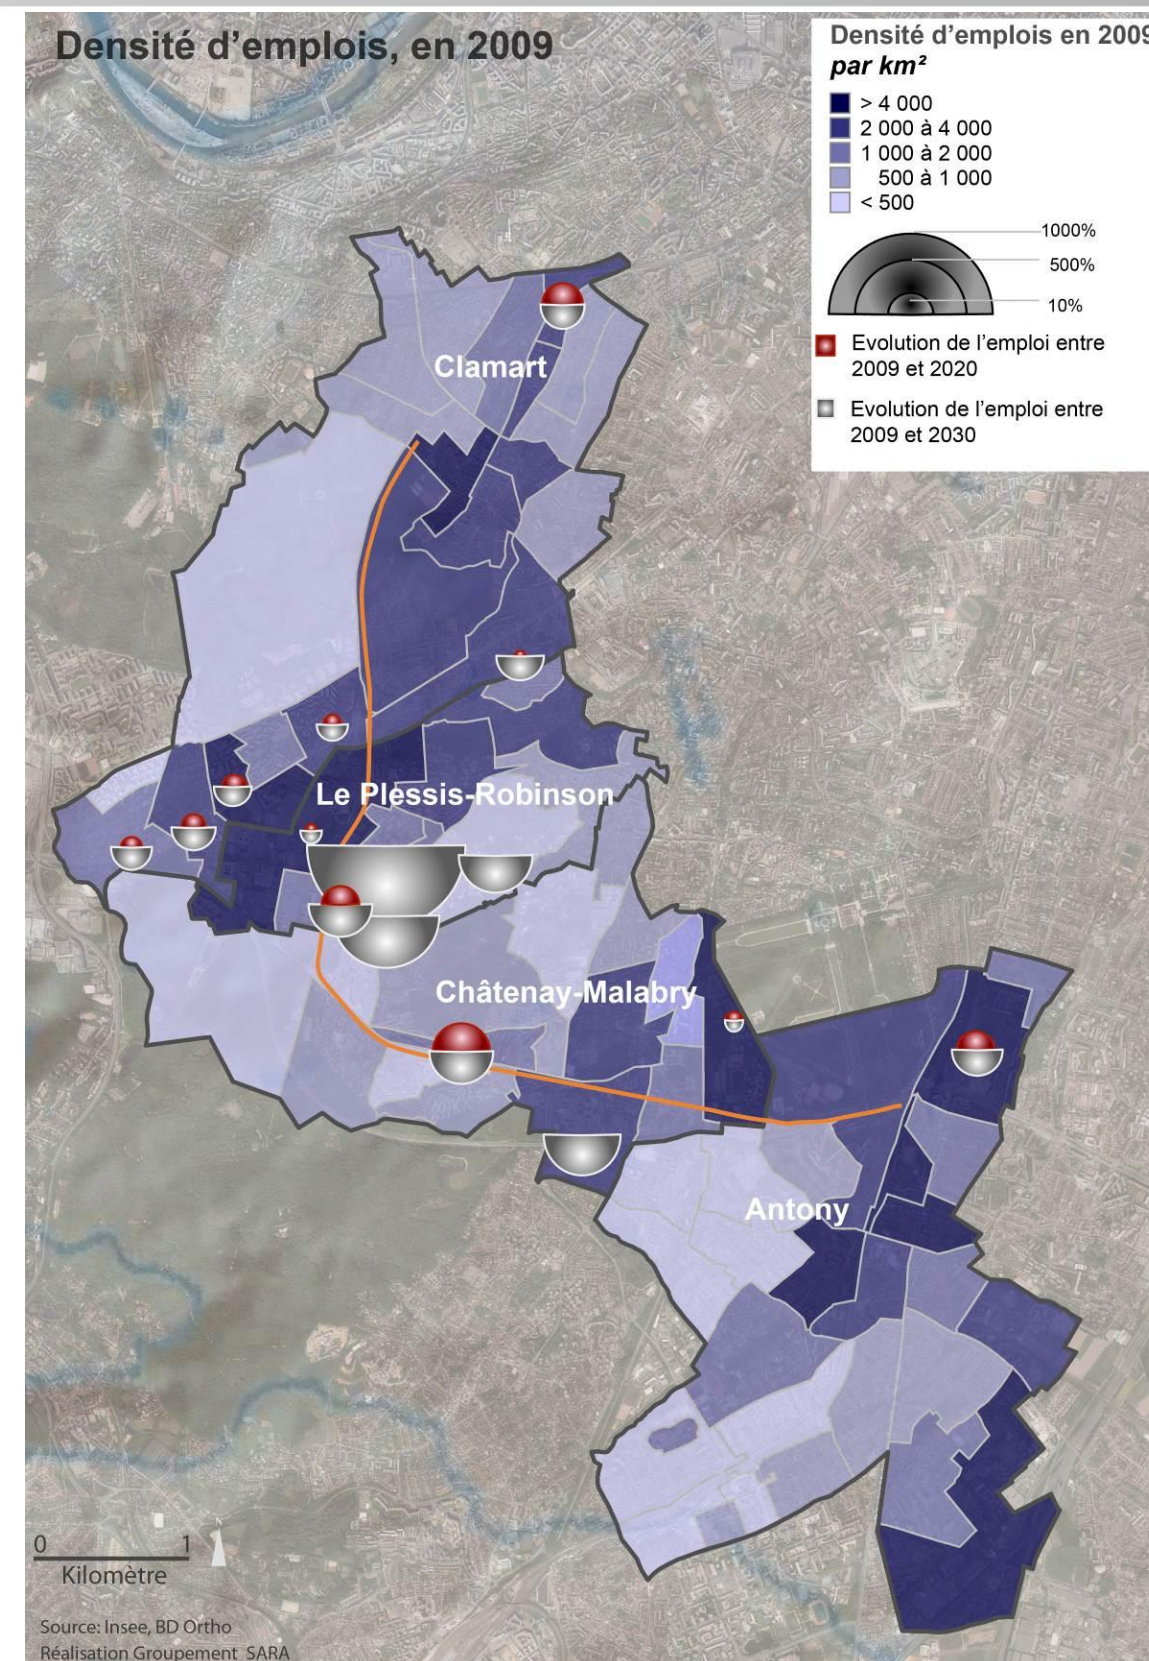 Densité d'emplois, en 2009
Densité d'emplois en 2009
par km²
> 4 000
2 000 à 4 000
1 000 à 2 000
500 à 1 000
< 500
1000%
500%
10%
Evolution de l'emploi entre
2009 et 2020
Evolution de l'emploi entre
2009 et 2030
Clamart
Le Plessis-Robinson
Châtenay-Malabry
Antony
0 1
Kilomètre
Source: Insee, BD Ortho
Réalisation Groupement SARA